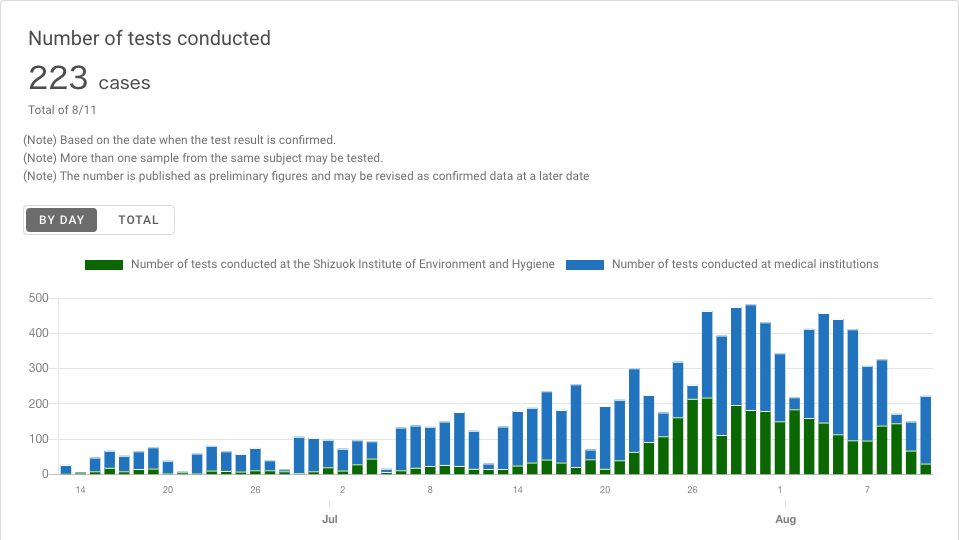 Number of tests conducted
223 cases
Total of 8/11
(Note) Based on the date when the test result is confirmed.
(Note) More than one sample from the same subject may be tested.
(Note) The number is published as preliminary figures and may be revised as confirmed data at a later date
BY DAY TOTAL
Number of tests conducted at the Shizuok Institute of Environment and Hygiene Number of tests conducted at medical institutions
500
400
300
200
100
0
14 20 26 2 8 14 20 26 1 7
Jul Aug